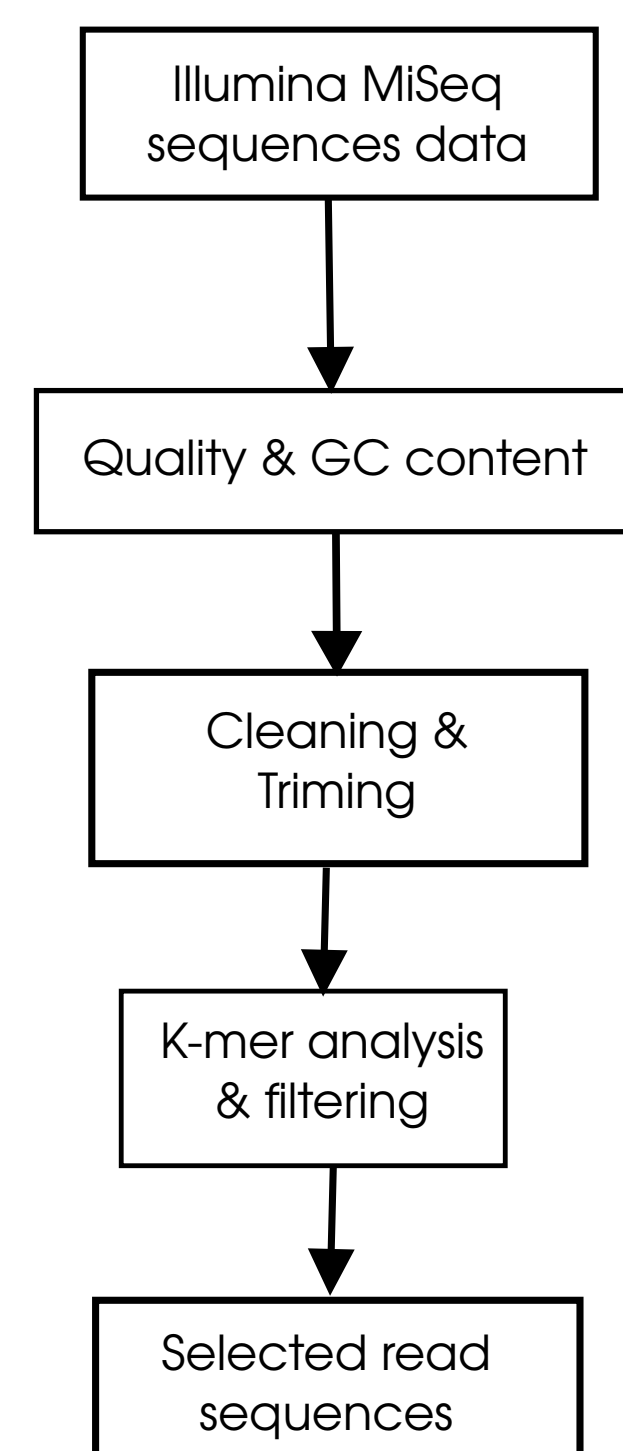 Illumina MiSeq
sequences data
Quality & GC content
Cleaning &
Triming
K-mer analysis
& filtering
Selected read
sequences